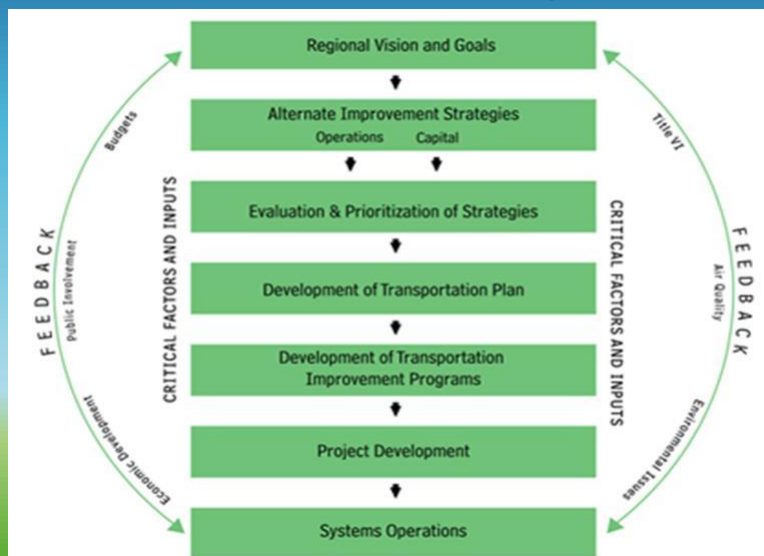 Regional Vision and Goals
Alternate Improvement Strategies
Operations Capital
Evaluation & Prioritization of Strategies
Development of Transportation Plan
Development of Transportation
Improvement Programs
Project Development
Systems Operations
FEEDBACK
Budgets
Public Involvement
Economic Development
CRITICAL FACTORS AND INPUTS
CRITICAL FACTORS AND INPUTS
Title VI
Air Quality
Environmental Issues
FEEDBACK